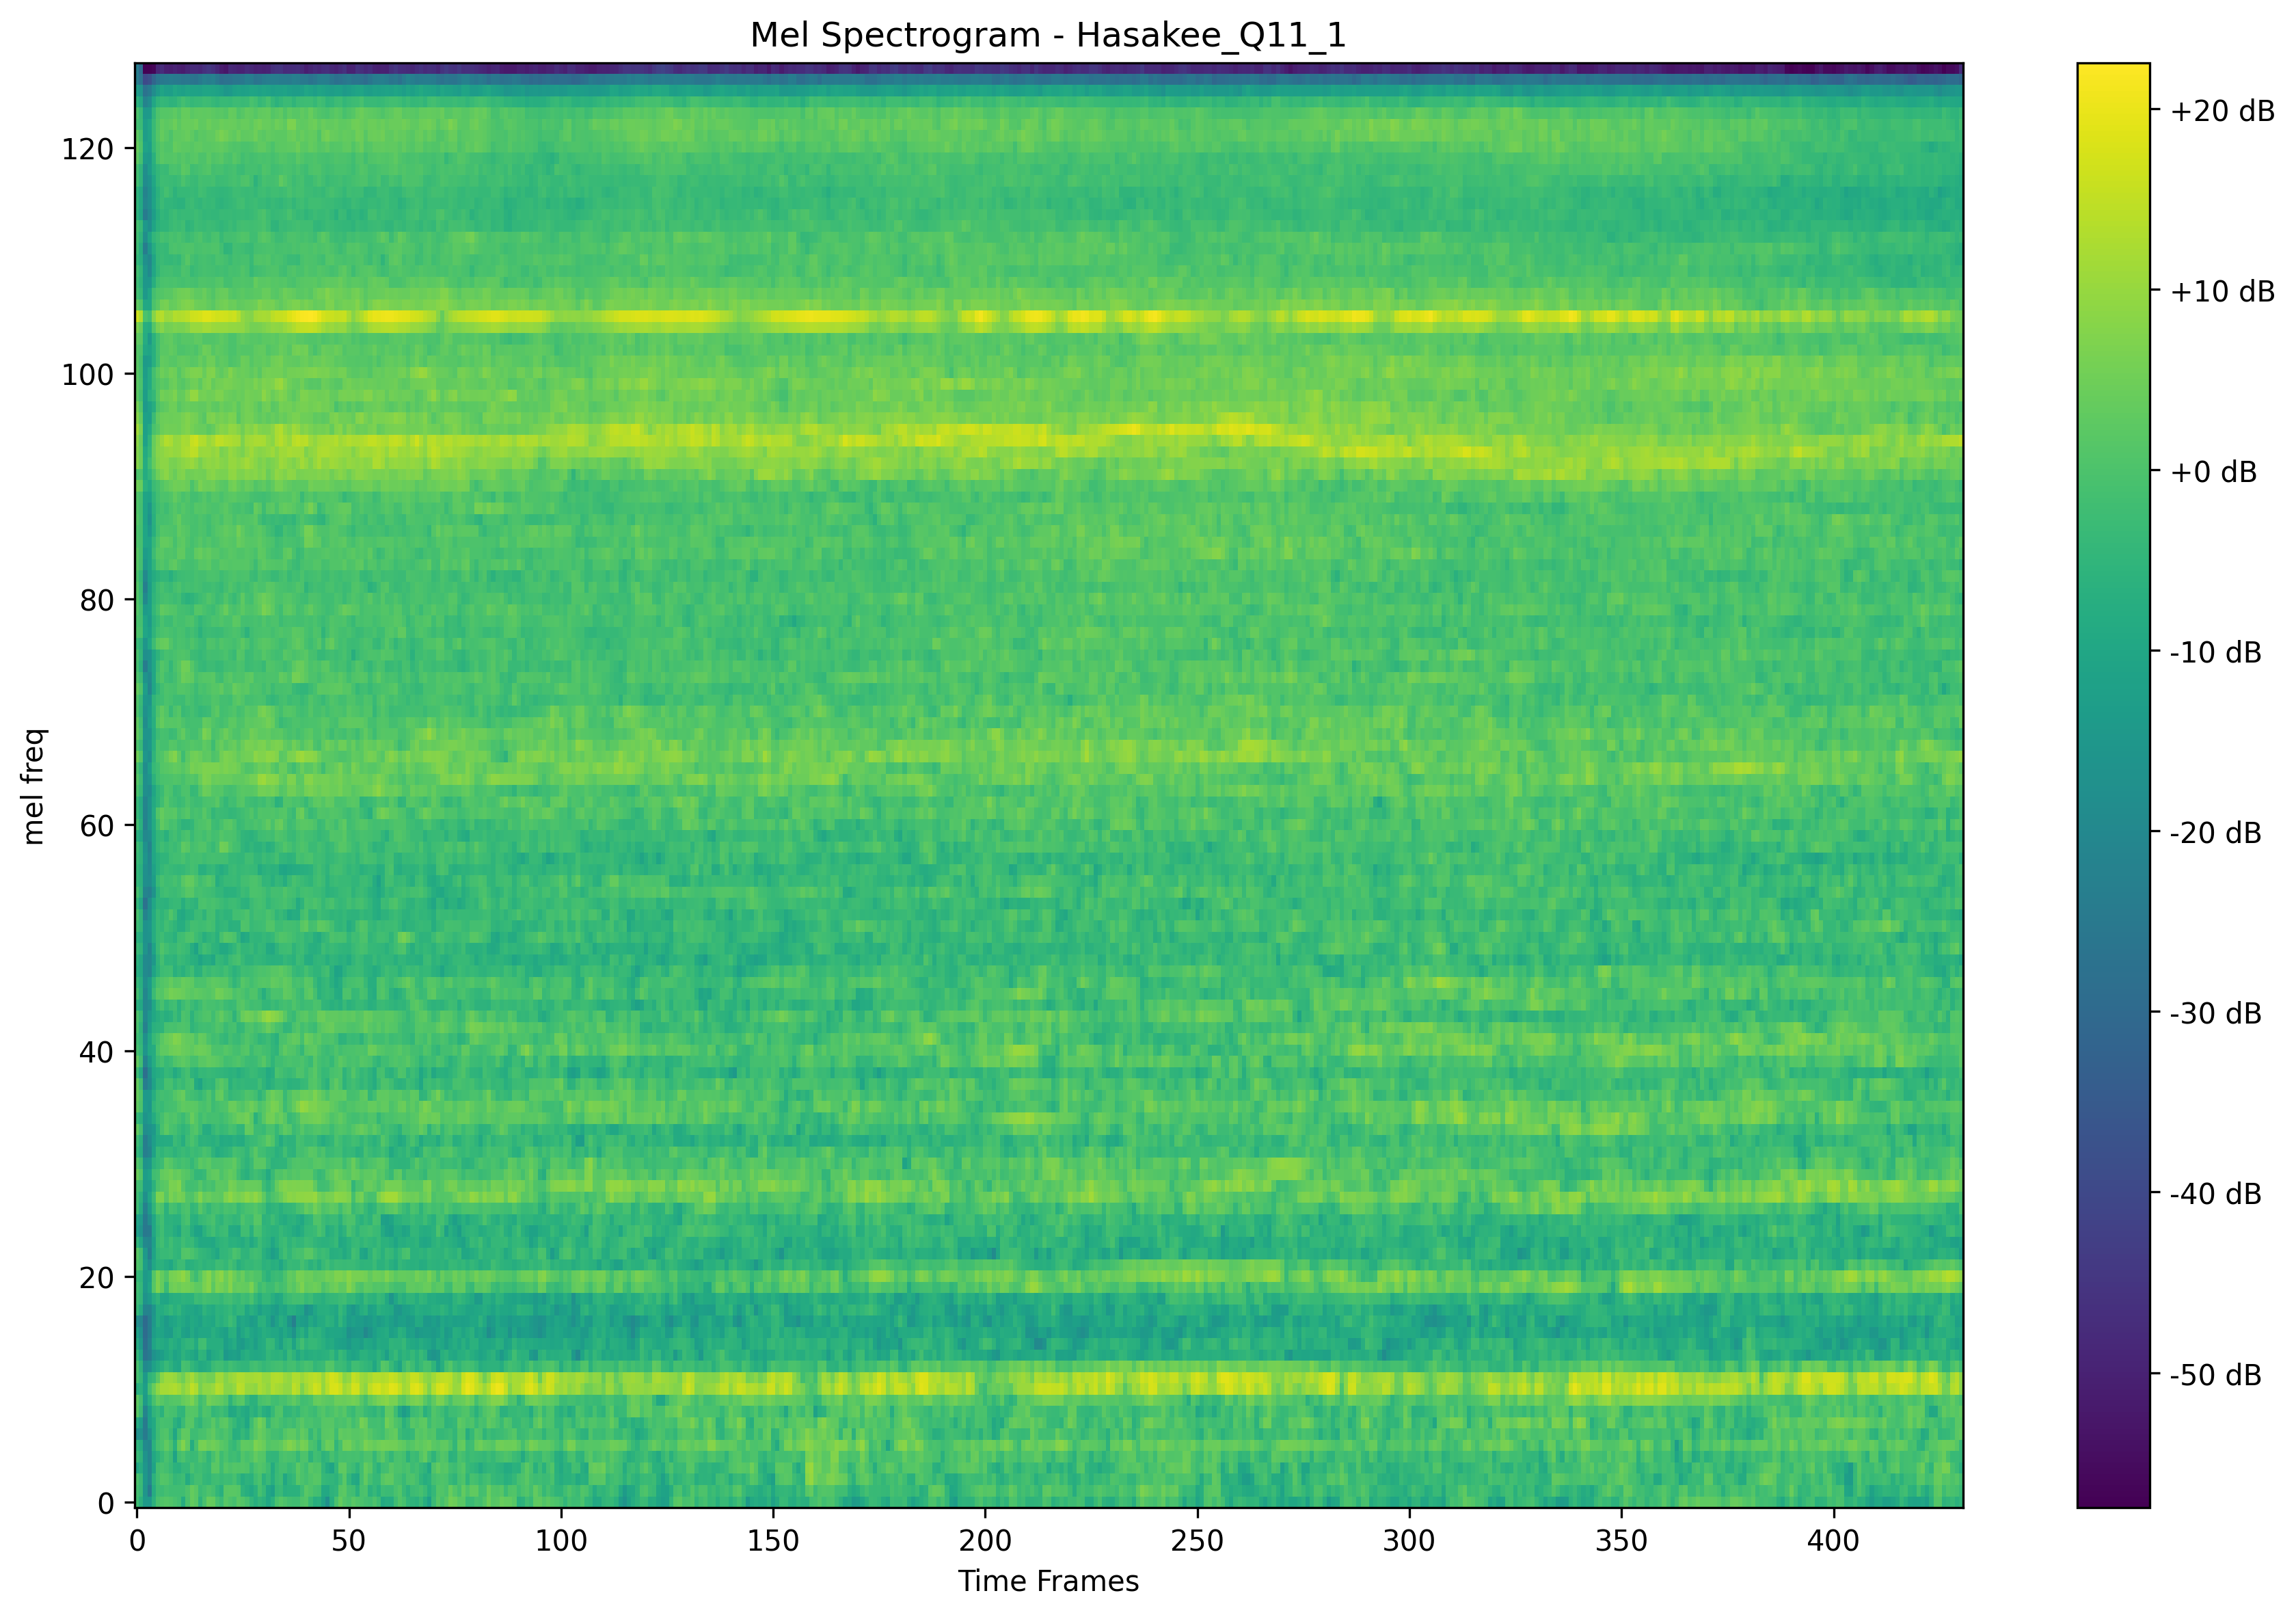 Mel Spectrogram - Hasakee_Q11_1
mel freq
120
100
80
60
40
20
0
0 50 100 150 200 250 300 350 400
Time Frames
+20 dB
+10 dB
+0 dB
-10 dB
-20 dB
-30 dB
-40 dB
-50 dB